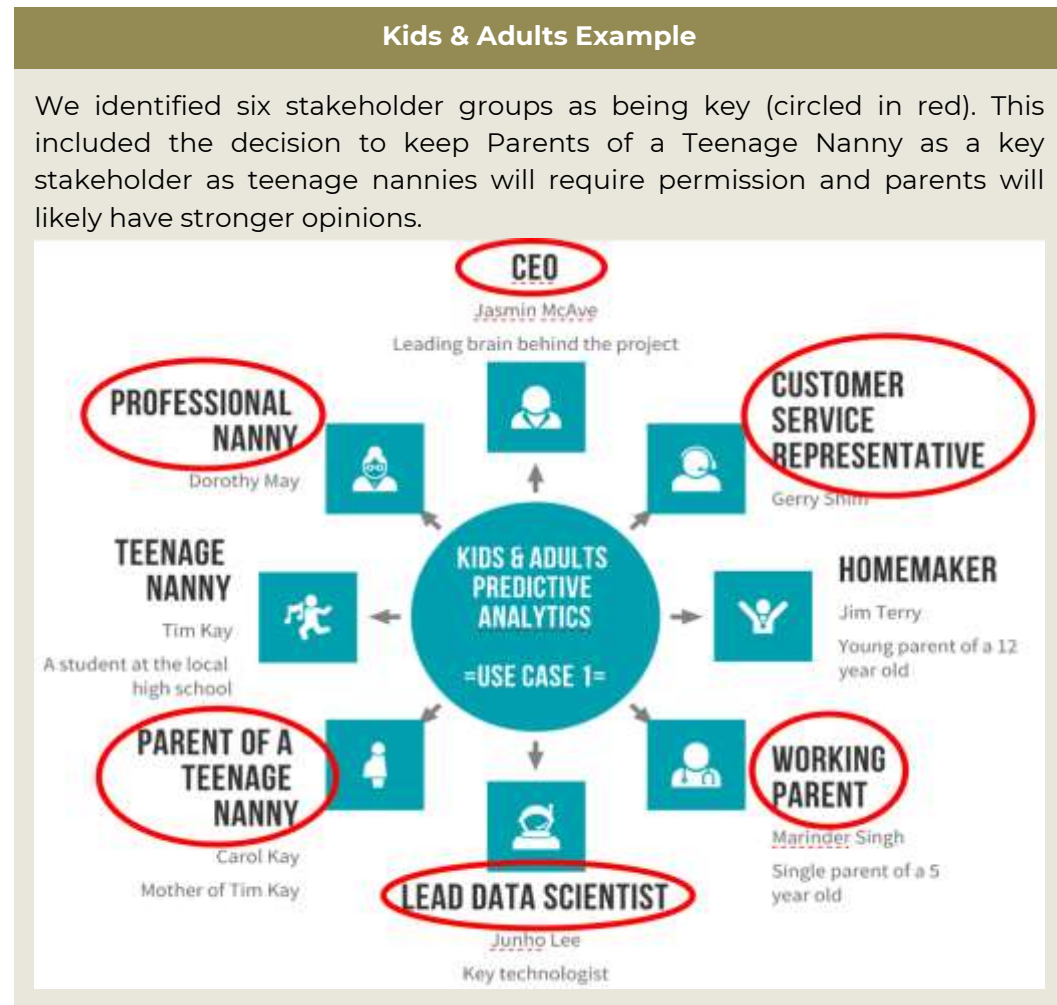 Kids & Adults Example
We identified six stakeholder groups as being key (circled in red). This
included the decision to keep Parents of a Teenage Nanny as a key
stakeholder as teenage nannies will require permission and parents will
likely have stronger opinions.
CEO
Jasmin McAve
Leading brain behind the project
PROFESSIONAL
NANNY
Dorothy May
CUSTOMER
SERVICE
REPRESENTATIVE
Gerry Shim
TEENAGE
NANNY
Tim Kay
A student at the local
high school
KIDS & ADULTS
PREDICTIVE
ANALYTICS
=USE CASE 1=
HOMEMAKER
Jim Terry
Young parent of a 12
year old
PARENT OF A
TEENAGE
NANNY
Carol Kay
Mother of Tim Kay
LEAD DATA SCIENTIST
Junho Lee
Key technologist
WORKING
PARENT
Marinder Singh
Single parent of a 5
year old